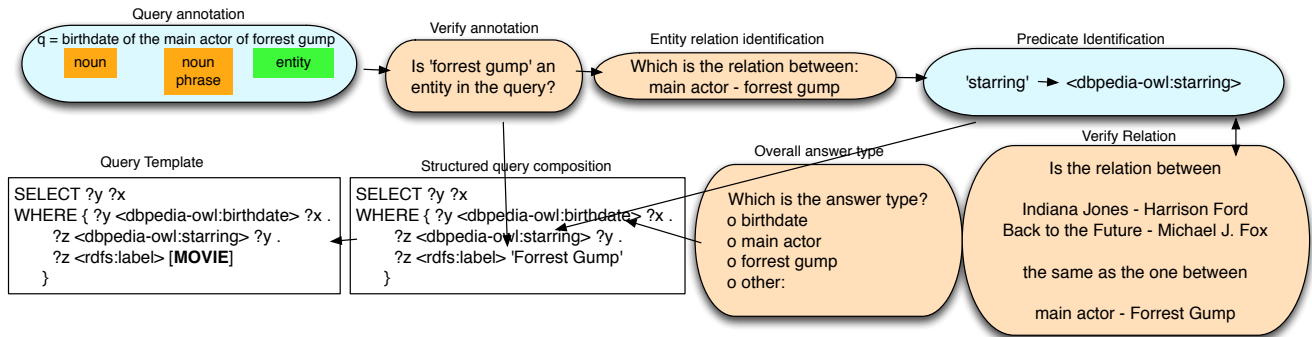 Query annotation
q = birthdate of the main actor of forrest gump
noun
noun
phrase
entity
Verify annotation
Is 'forrest gump' an
entity in the query?
Entity relation identification
Which is the relation between:
main actor - forrest gump
Predicate Identification
'starring' <dbpedia-owl:starring>
Query Template
SELECT ?y ?x
WHERE { ?y <dbpedia-owl:birthdate> ?x .
?z <dbpedia-owl:starring> ?y .
?z <rdfs:label> [MOVIE]
}
Structured query composition
SELECT ?y ?x
WHERE { ?y <dbpedia-owl:birthdate> ?x .
?z <dbpedia-owl:starring> ?y .
?z <rdfs:label> 'Forrest Gump'
}
Overall answer type
Which is the answer type?
o birthdate
o main actor
o forrest gump
o other:
Verify Relation
Is the relation between
Indiana Jones - Harrison Ford
Back to the Future - Michael J. Fox
the same as the one between
main actor - Forrest Gump